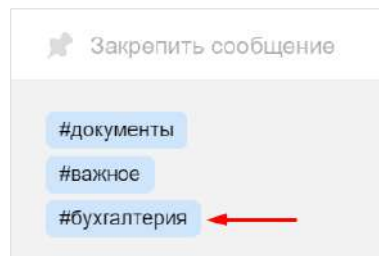 Закрепить сообщение
#документы
#важное
#бухгалтерия